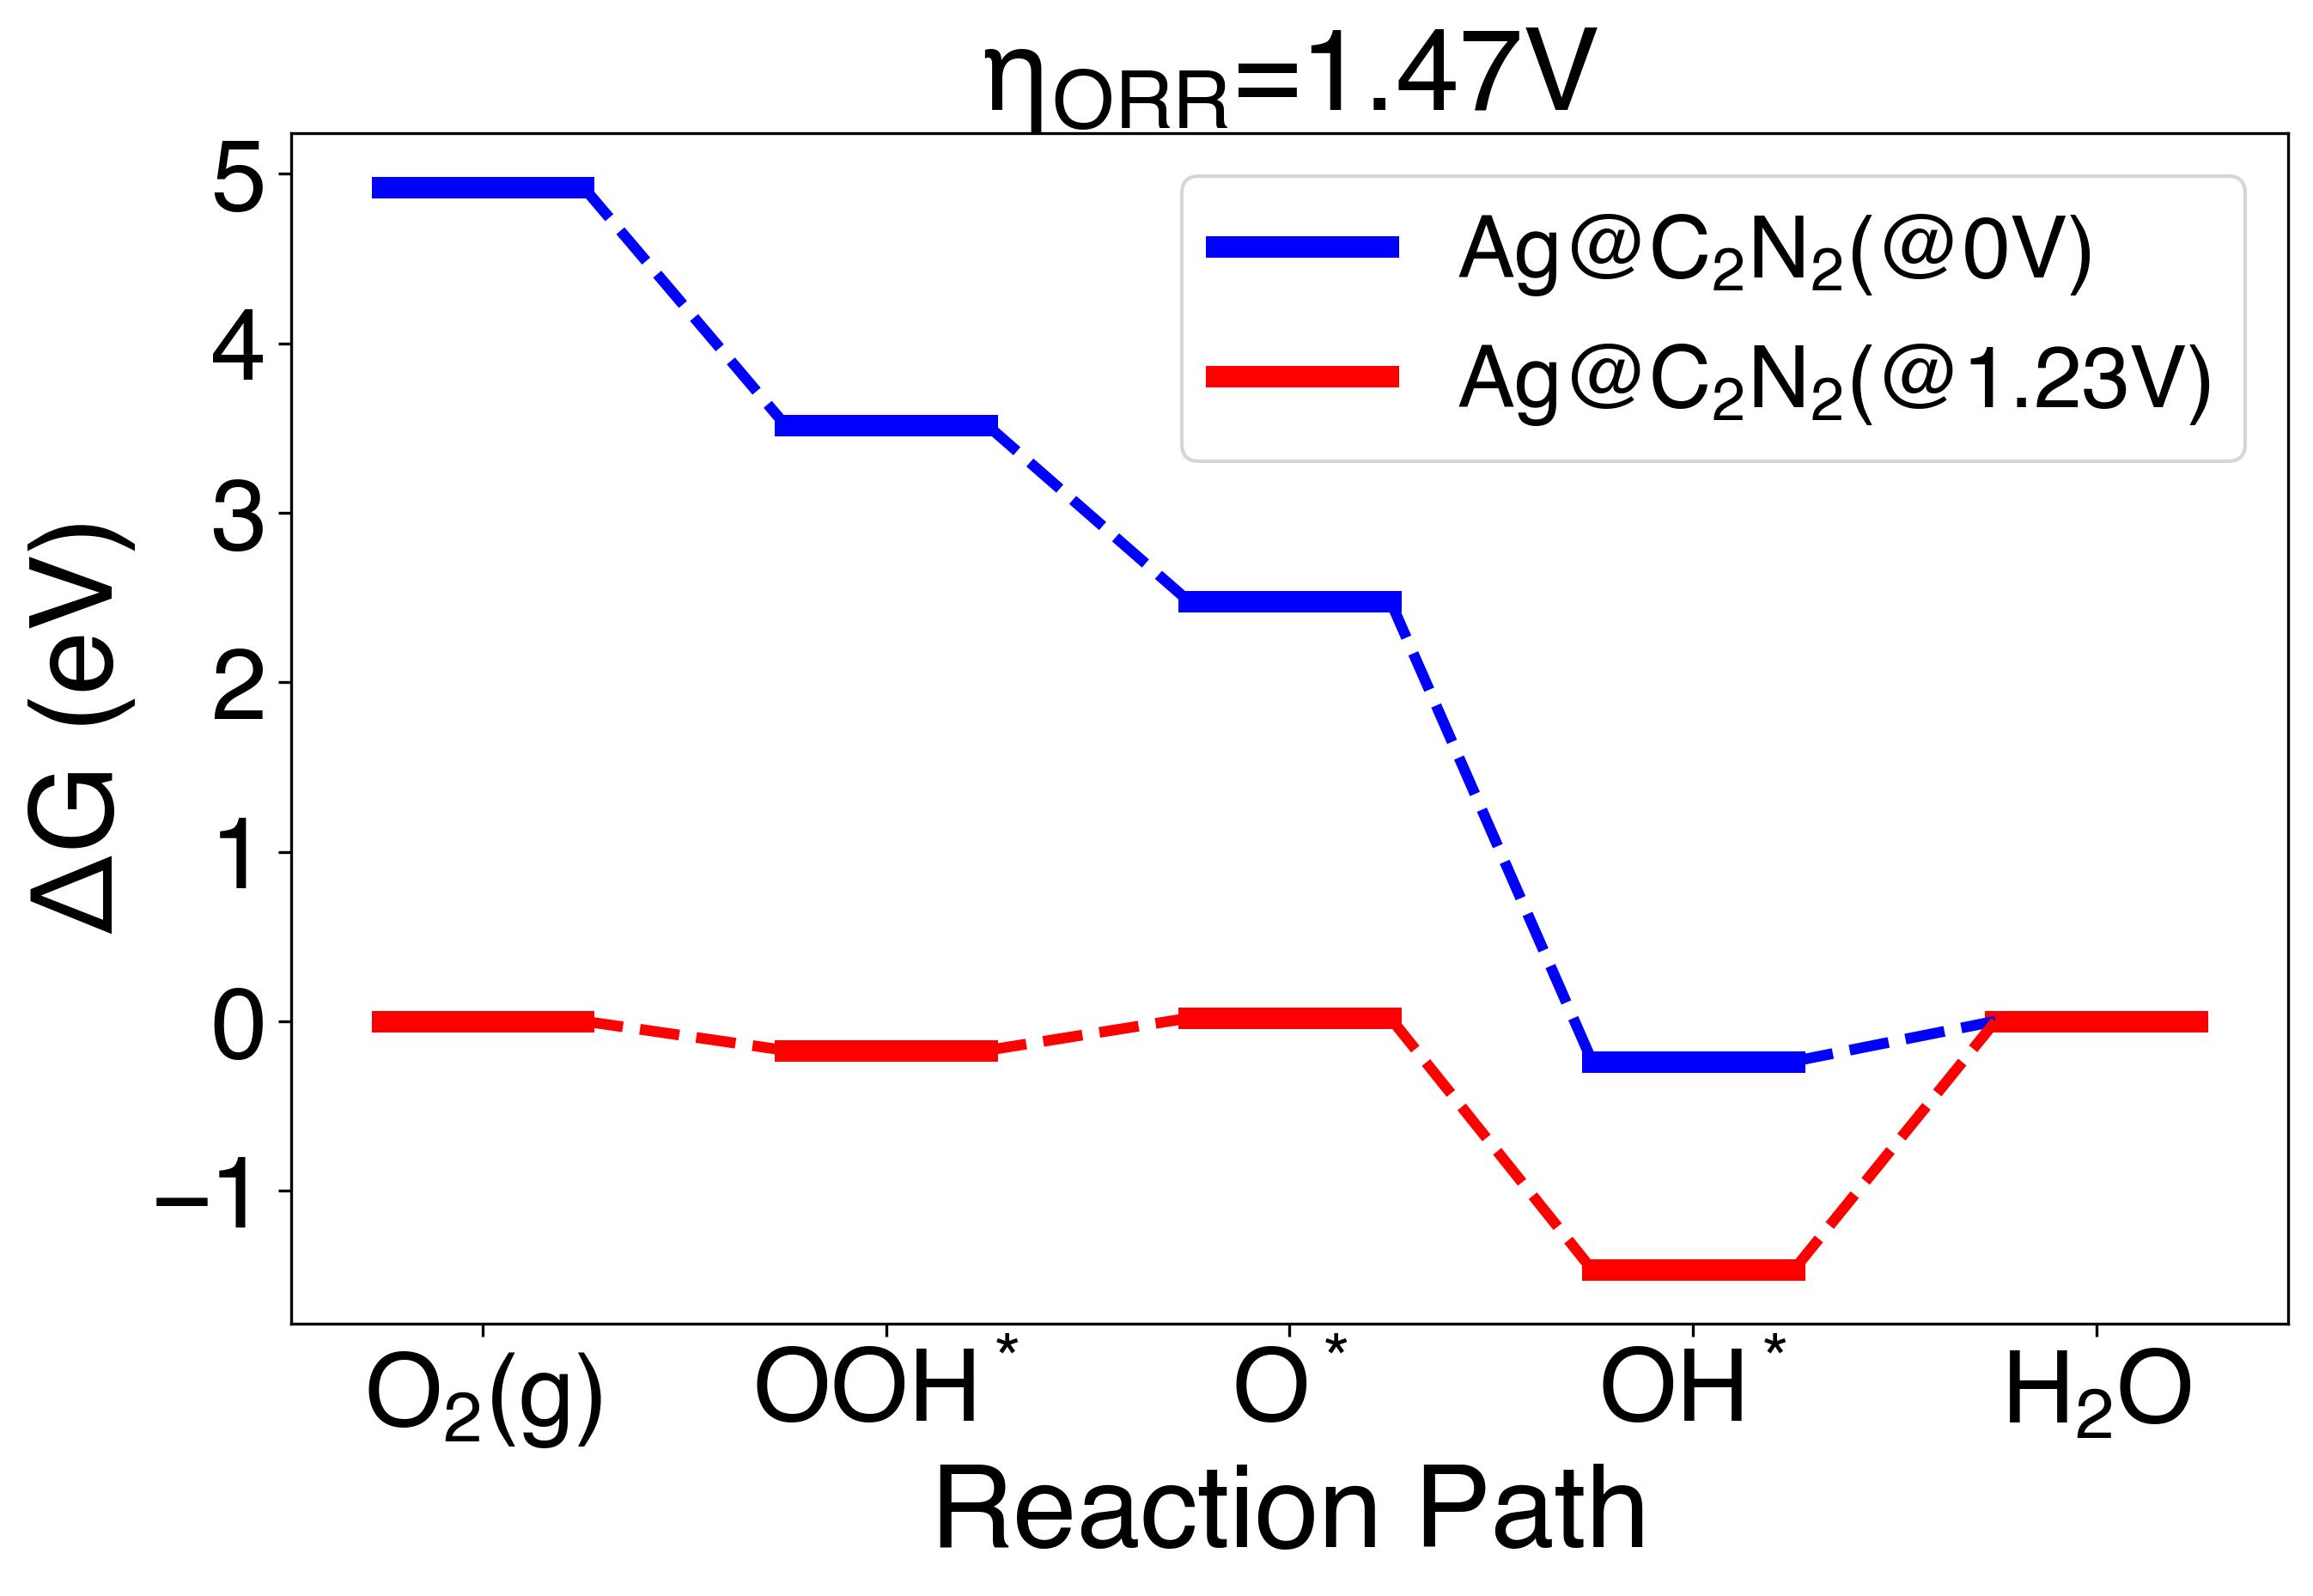 η_ORR=1.47V
Ag@C₂N₂(@0V)
Ag@C₂N₂(@1.23V)
ΔG (eV)
5
4
3
2
1
0
−1
O₂(g) OOH* O* OH* H₂O
Reaction Path